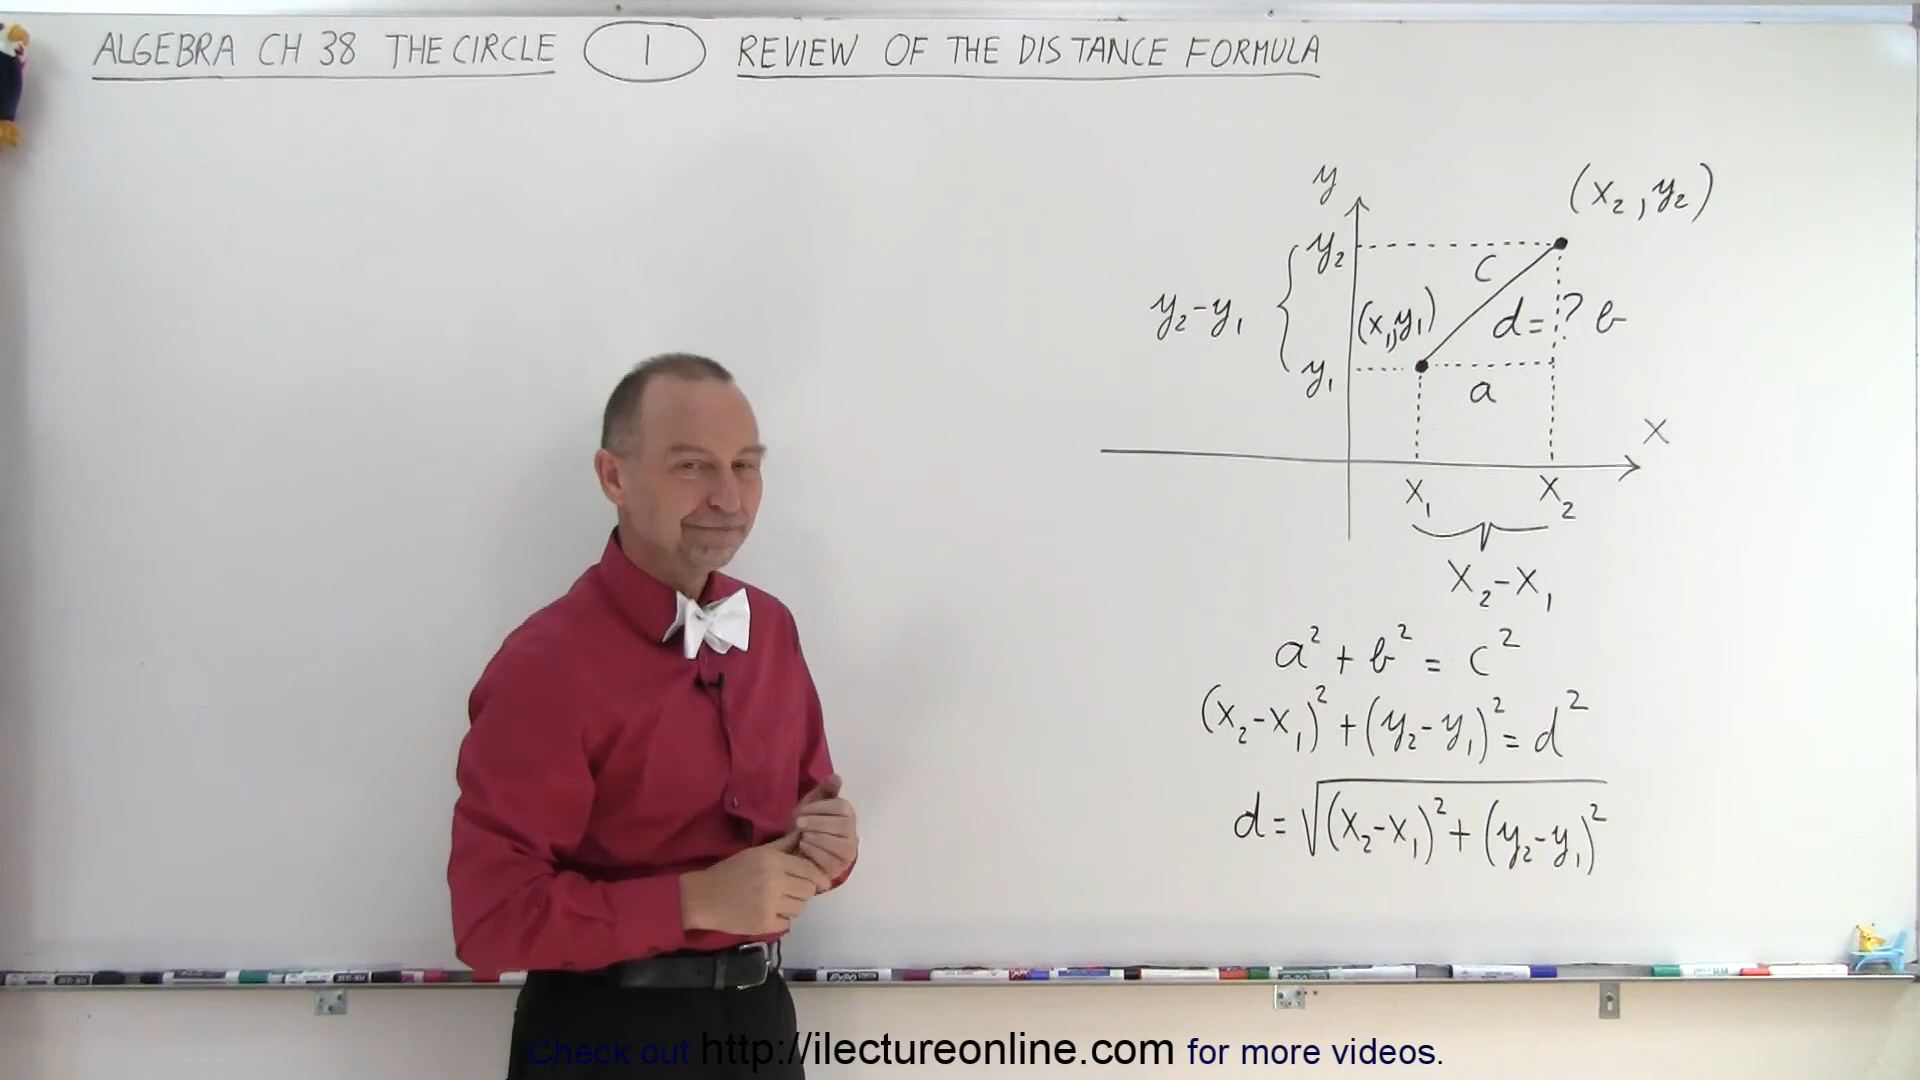 ALGEBRA CH 38 THE CIRCLE 1 REVIEW OF THE DISTANCE FORMULA
y
(x₂, y₂)
y₂
c
y₂-y₁
(x₁,y₁)
d=? b
y₁
a
x
x₁ x₂
x₂-x₁
a² + b² = c²
(x₂-x₁)² + (y₂-y₁)² = d²
d = √(x₂-x₁)² + (y₂-y₁)²
Check out http://ilectureonline.com for more videos.